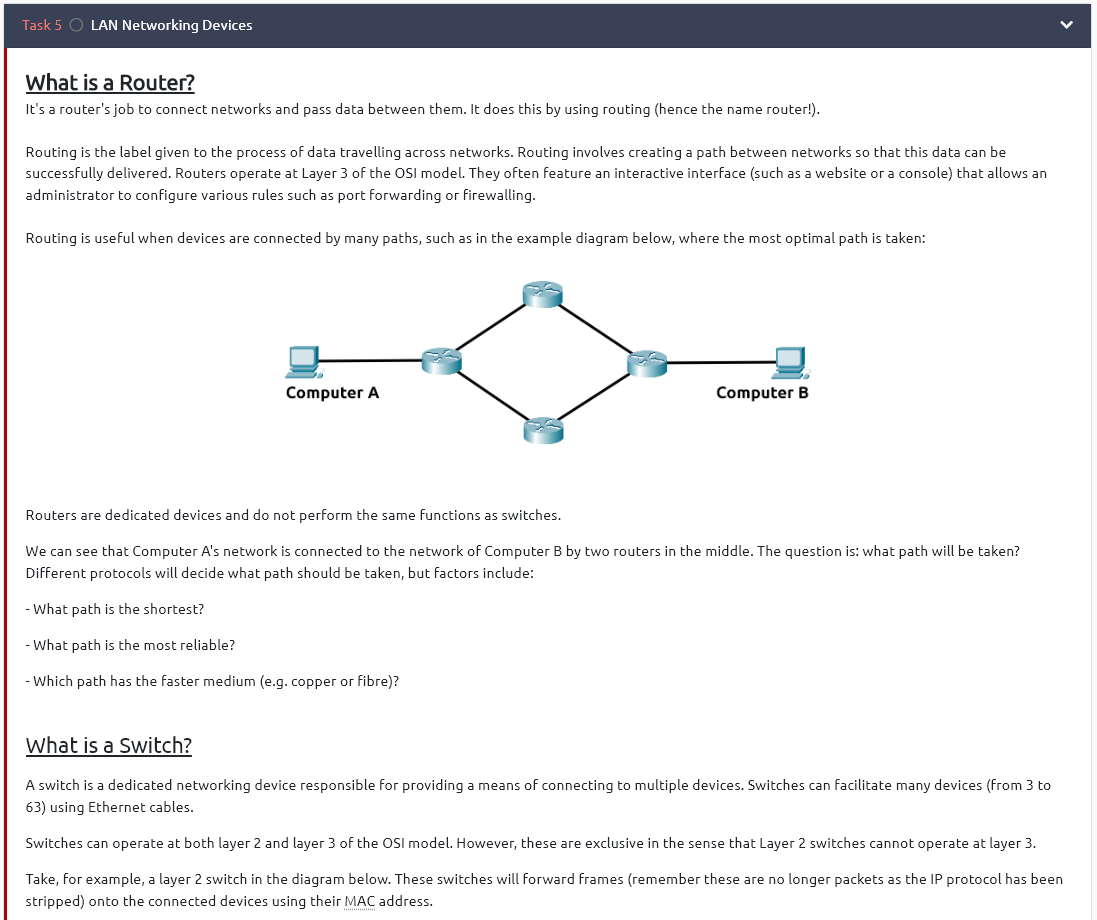 Task 5 LAN Networking Devices
What is a Router?
It's a router's job to connect networks and pass data between them. It does this by using routing (hence the name router!).
Routing is the label given to the process of data travelling across networks. Routing involves creating a path between networks so that this data can be
successfully delivered. Routers operate at Layer 3 of the OSI model. They often feature an interactive interface (such as a website or a console) that allows an
administrator to configure various rules such as port forwarding or firewalling.
Routing is useful when devices are connected by many paths, such as in the example diagram below, where the most optimal path is taken:
Computer A
Computer B
Routers are dedicated devices and do not perform the same functions as switches.
We can see that Computer A's network is connected to the network of Computer B by two routers in the middle. The question is: what path will be taken?
Different protocols will decide what path should be taken, but factors include:
- What path is the shortest?
- What path is the most reliable?
- Which path has the faster medium (e.g. copper or fibre)?
What is a Switch?
A switch is a dedicated networking device responsible for providing a means of connecting to multiple devices. Switches can facilitate many devices (from 3 to
63) using Ethernet cables.
Switches can operate at both layer 2 and layer 3 of the OSI model. However, these are exclusive in the sense that Layer 2 switches cannot operate at layer 3.
Take, for example, a layer 2 switch in the diagram below. These switches will forward frames (remember these are no longer packets as the IP protocol has been
stripped) onto the connected devices using their MAC address.